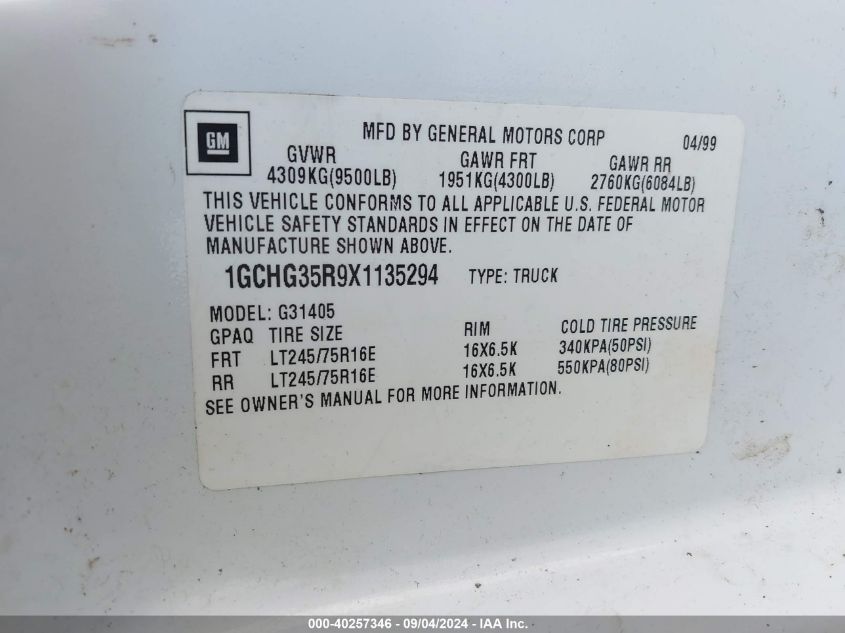 GM
MFD BY GENERAL MOTORS CORP 04/99
GVWR GAWR FRT GAWR RR
4309KG(9500LB) 1951KG(4300LB) 2760KG(6084LB)
THIS VEHICLE CONFORMS TO ALL APPLICABLE U.S. FEDERAL MOTOR
VEHICLE SAFETY STANDARDS IN EFFECT ON THE DATE OF
MANUFACTURE SHOWN ABOVE.
1GCHG35R9X1135294 TYPE: TRUCK
MODEL: G31405
GPAQ TIRE SIZE RIM COLD TIRE PRESSURE
FRT LT245/75R16E 16X6.5K 340KPA(50PSI)
RR LT245/75R16E 16X6.5K 550KPA(80PSI)
SEE OWNER'S MANUAL FOR MORE INFORMATION.
000-40257346 - 09/04/2024 - IAA Inc.